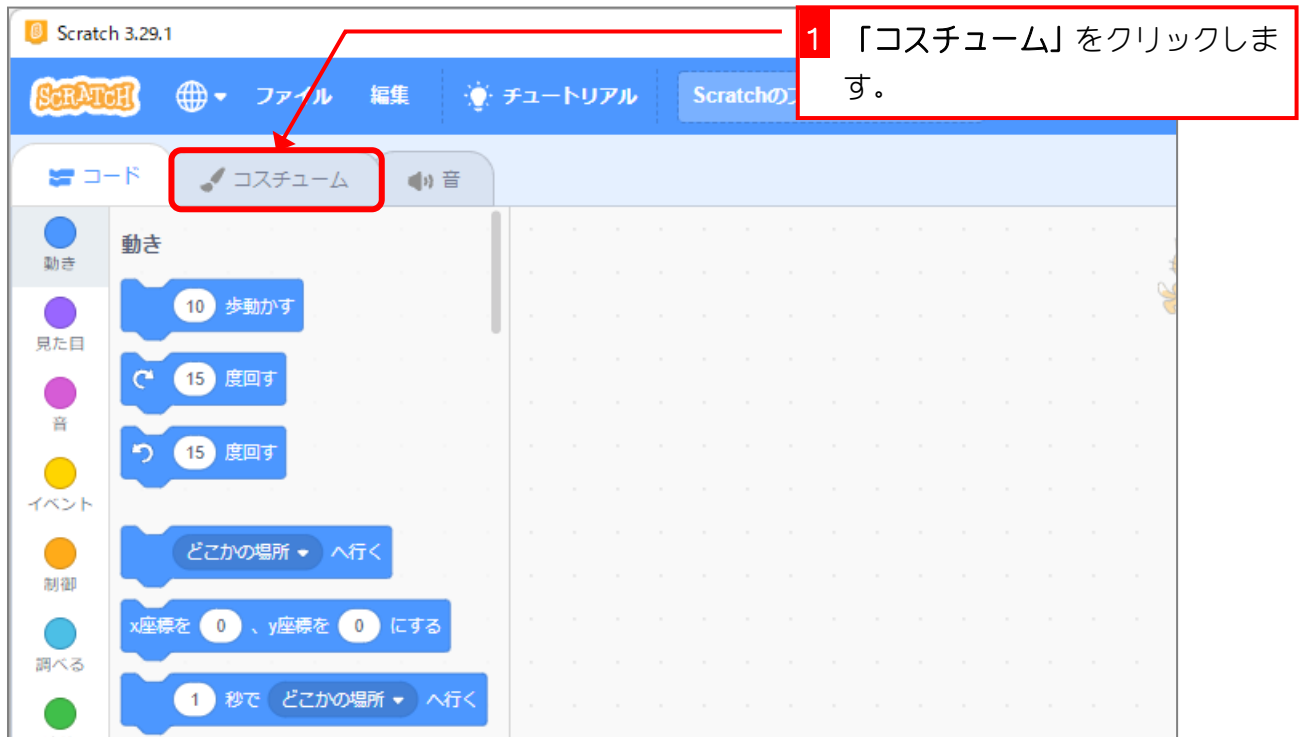 Scratch 3.29.1
1 「コスチューム」をクリックしま
す。
SCRATCH ファイル 編集 チュートリアル Scratchの
コード コスチューム 音
動き
動き
10 歩動かす
見た目
15 度回す
音
15 度回す
イベント
どこかの場所 へ行く
制御
x座標を 0 、y座標を 0 にする
調べる
1 秒で どこかの場所 へ行く